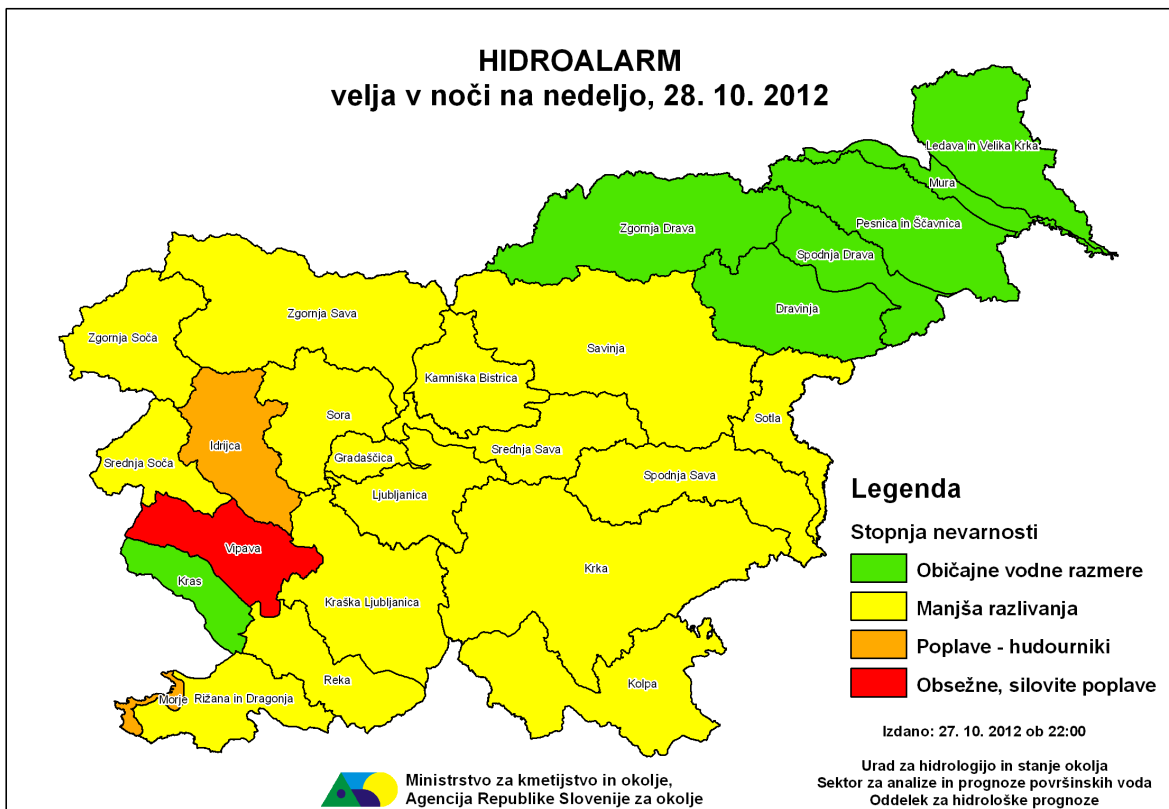 HIDROALARM
velja v noči na nedeljo, 28. 10. 2012
Ledava in Velika Krka
Mura
Pesnica in Ščavnica
Zgornja Drava
Spodnja Drava
Dravinja
Zgornja Sava
Zgornja Soča
Savinja
Kamniška Bistrica
Sora
Sotla
Idrijca
Srednja Sava
Gradaščica
Srednja Soča
Spodnja Sava
Ljubljanica
Vipava
Krka
Kras
Kraška Ljubljanica
Reka
Kolpa
Morje
Rižana in Dragonja
Legenda
Stopnja nevarnosti
Običajne vodne razmere
Manjša razlivanja
Poplave - hudourniki
Obsežne, silovite poplave
Izdano: 27. 10. 2012 ob 22:00
Urad za hidrologijo in stanje okolja
Sektor za analize in prognoze površinskih voda
Oddelek za hidrološke prognoze
Ministrstvo za kmetijstvo in okolje,
Agencija Republike Slovenije za okolje